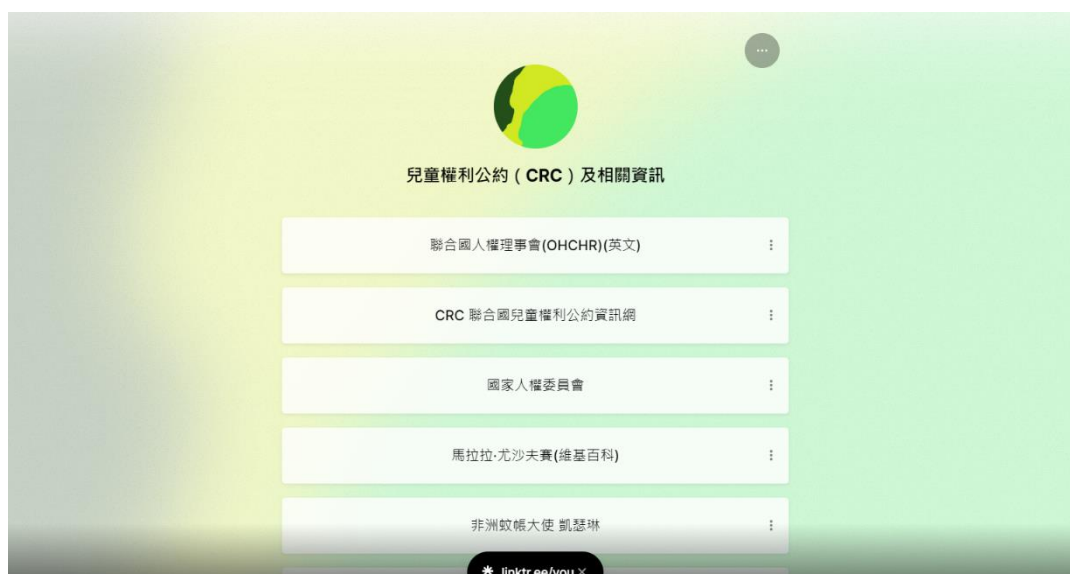 兒童權利公約（CRC）及相關資訊
聯合國人權理事會(OHCHR)(英文)
CRC 聯合國兒童權利公約資訊網
國家人權委員會
馬拉拉·尤沙夫賽(維基百科)
非洲蚊帳大使 凱瑟琳
linktr.ee/you ×